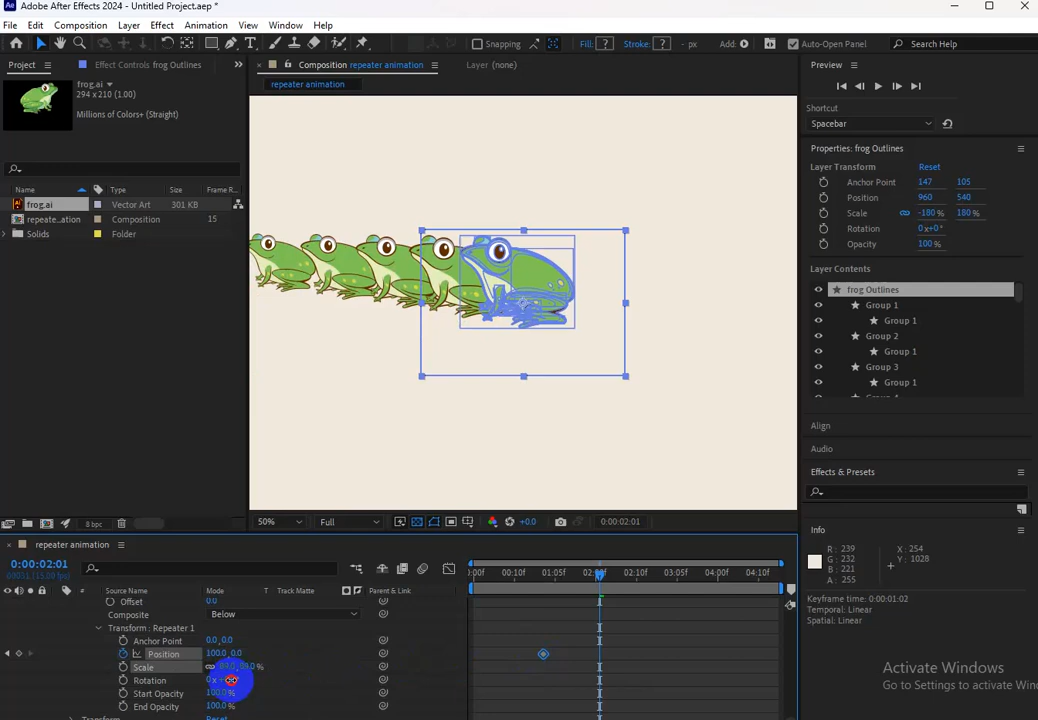 Adobe After Effects 2024 - Untitled Project.aep *
File Edit Composition Layer Effect Animation View Window Help
Snapping Fill: ? Stroke: ? - px Add: Auto-Open Panel Search Help
Project Effect Controls frog Outlines
Composition repeater animation Layer (none)
repeater animation
frog.ai
294 x 210 (1.00)
Millions of Colors+ (Straight)
Name Type Size Frame R...
frog.ai Vector Art 301 KB
repeate...ation Composition 15
Solids Folder
8 bpc
50% Full +0.0 0:00:02:01
Preview
Shortcut
Spacebar
Properties: frog Outlines
Layer Transform Reset
Anchor Point 147 105
Position 960 540
Scale -180 % 180 %
Rotation 0x+0°
Opacity 100 %
Layer Contents
frog Outlines
Group 1
Group 1
Group 2
Group 1
Group 3
Group 1
Align
Audio
Effects & Presets
Info
R: 239 X: 254
G: 232 Y: 1028
B: 221
A: 255
Keyframe time: 0:00:01:02
Temporal: Linear
Spatial: Linear
Activate Windows
Go to Settings to activate Win
repeater animation
0:00:02:01
00031 (15.00 fps)
# Source Name Mode T Track Matte Parent & Link
:00f 00:10f 01:05f 02:00f 02:10f 03:05f 04:00f 04:10f
Offset 0.0
Composite Below
Transform: Repeater 1
Anchor Point 0.0,0.0
Position 100.0,0.0
Scale
Rotation
Start Opacity 100.0 %
End Opacity 100.0 %
Transform Reset